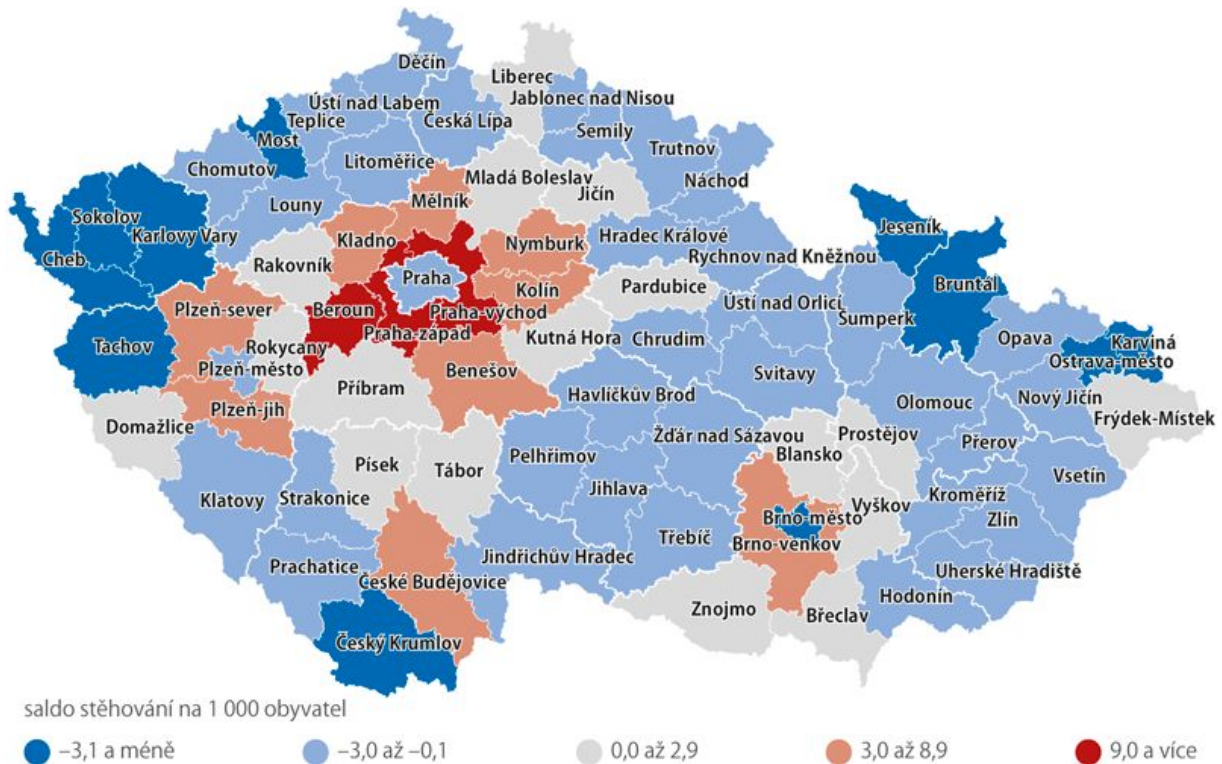 Děčín
Liberec
Ústí nad Labem
Jablonec nad Nisou
Teplice
Česká Lípa
Most
Semily
Trutnov
Chomutov
Litoměřice
Mladá Boleslav
Náchod
Jičín
Sokolov
Louny
Mělník
Jeseník
Karlovy Vary
Kladno
Nymburk
Hradec Králové
Cheb
Rakovník
Rychnov nad Kněžnou
Praha
Kolín
Pardubice
Bruntál
Plzeň-sever
Beroun
Praha-východ
Ústí nad Orlicí
Šumperk
Praha-západ
Kutná Hora
Chrudim
Opava
Karviná
Tachov
Rokycany
Ostrava-město
Plzeň-město
Benešov
Svitavy
Příbram
Havlíčkův Brod
Olomouc
Nový Jičín
Plzeň-jih
Frýdek-Místek
Domažlice
Žďár nad Sázavou
Prostějov
Přerov
Písek
Tábor
Pelhřimov
Blansko
Vsetín
Klatovy
Strakonice
Jihlava
Vyškov
Kroměříž
Brno-město
Zlín
Třebíč
Brno-venkov
Jindřichův Hradec
Prachatice
České Budějovice
Uherské Hradiště
Hodonín
Znojmo
Břeclav
Český Krumlov
saldo stěhování na 1 000 obyvatel
–3,1 a méně –3,0 až –0,1 0,0 až 2,9 3,0 až 8,9 9,0 a více